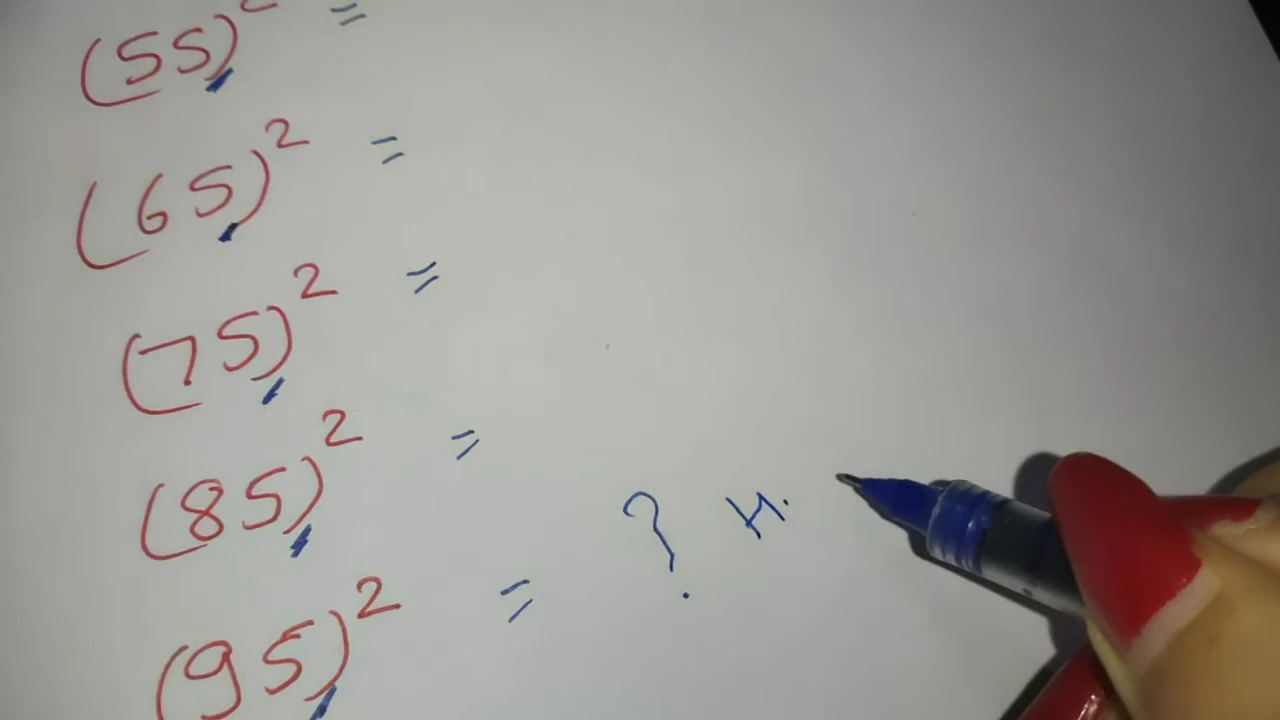 (55)² =
(65)² =
(75)² =
(85)² =
(95)² = ? H.